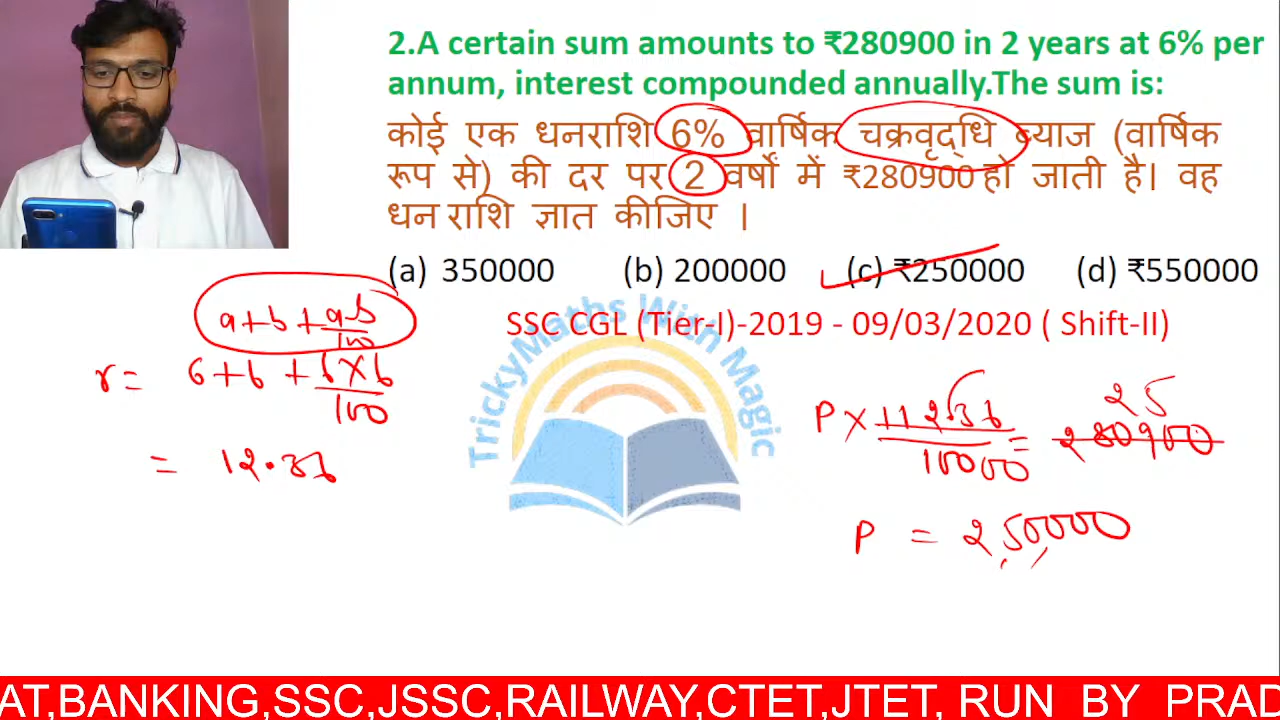 2.A certain sum amounts to ₹280900 in 2 years at 6% per
annum, interest compounded annually.The sum is:
कोई एक धनराशि 6% वार्षिक चक्रवृद्धि ब्याज (वार्षिक
रूप से) की दर पर 2 वर्षों में ₹280900 हो जाती है। वह
धन राशि ज्ञात कीजिए ।
(a) 350000 (b) 200000 (c) ₹250000 (d) ₹550000
SSC CGL (Tier-I)-2019 - 09/03/2020 ( Shift-II)
TrickyMaths With Magic
a+b+ab/100
r= 6+6+6×6/100
= 12.36
25
P×112.36/10000=280900
P = 250000
AT,BANKING,SSC,JSSC,RAILWAY,CTET,JTET, RUN BY PRAD